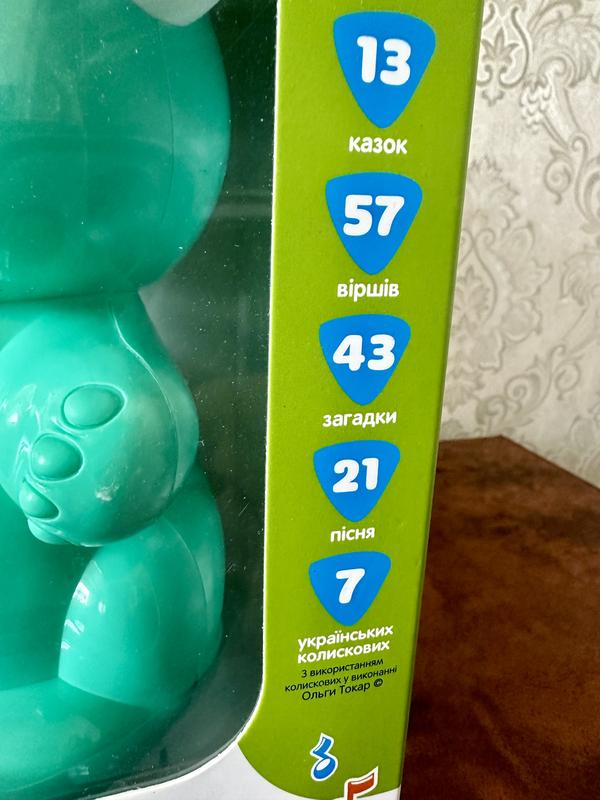 13
казок
57
віршів
43
загадки
21
пісня
7
українських
колискових
З використанням
колискових у виконанні
Ольги Токар ©